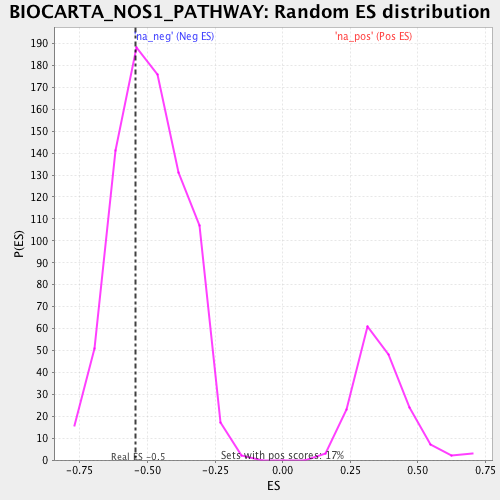 BIOCARTA_NOS1_PATHWAY: Random ES distribution
'na_neg' (Neg ES)
'na_pos' (Pos ES)
P(ES)
190
180
170
160
150
140
130
120
110
100
90
80
70
60
50
40
30
20
10
0
Real ES -0.5
Sets with pos scores: 17%
-0.75 -0.50 -0.25 0.00 0.25 0.50 0.75
ES